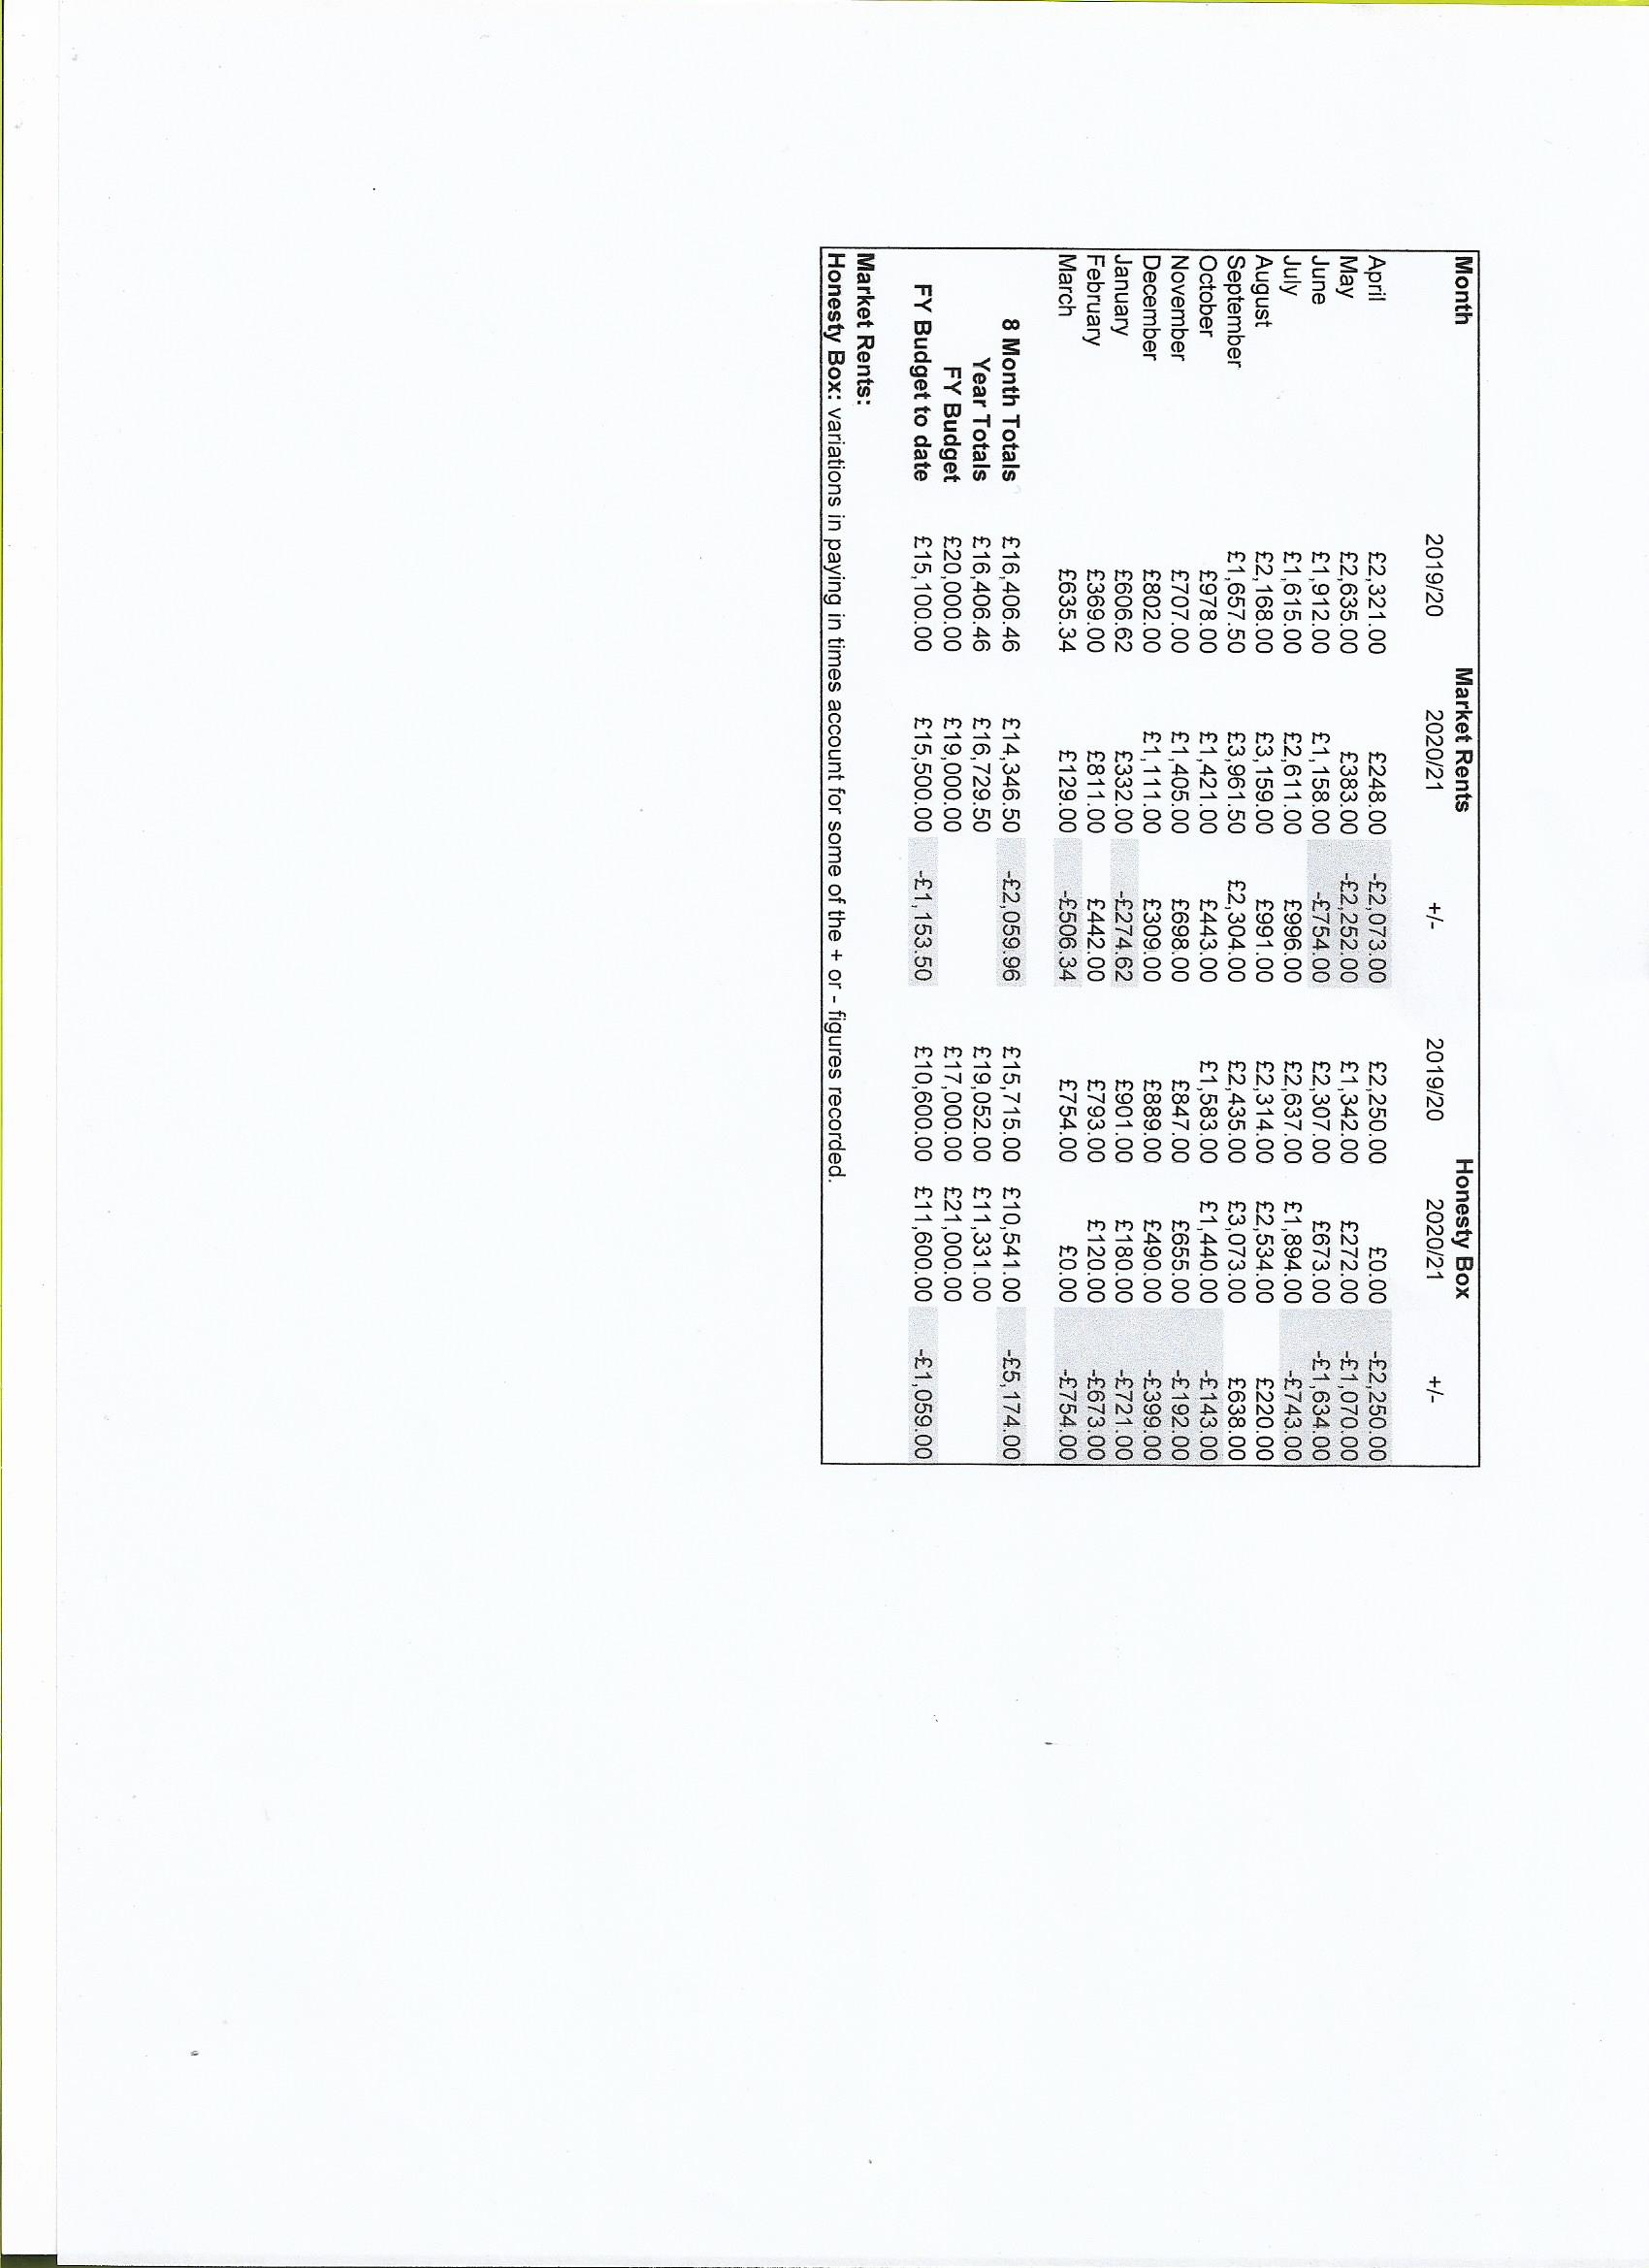 Month Market Rents Honesty Box
2019/20 2020/21 +/- 2019/20 2020/21 +/-
April £2,321.00 £248.00 -£2,073.00 £2,250.00 £0.00 -£2,250.00
May £2,635.00 £383.00 -£2,252.00 £1,342.00 £272.00 -£1,070.00
June £1,912.00 £1,158.00 -£754.00 £2,307.00 £673.00 -£1,634.00
July £1,615.00 £2,611.00 £996.00 £2,637.00 £1,894.00 -£743.00
August £2,168.00 £3,159.00 £991.00 £2,314.00 £2,534.00 £220.00
September £1,657.50 £3,961.50 £2,304.00 £2,435.00 £3,073.00 £638.00
October £978.00 £1,421.00 £443.00 £1,583.00 £1,440.00 -£143.00
November £707.00 £1,405.00 £698.00 £847.00 £655.00 -£192.00
December £802.00 £1,111.00 £309.00 £889.00 £490.00 -£399.00
January £606.62 £332.00 -£274.62 £901.00 £180.00 -£721.00
February £369.00 £811.00 £442.00 £793.00 £120.00 -£673.00
March £635.34 £129.00 -£506.34 £754.00 £0.00 -£754.00
8 Month Totals £16,406.46 £14,346.50 -£2,059.96 £15,715.00 £10,541.00 -£5,174.00
Year Totals £16,406.46 £16,729.50 £19,052.00 £11,331.00
FY Budget £20,000.00 £19,000.00 £17,000.00 £21,000.00
FY Budget to date £15,100.00 £15,500.00 -£1,153.50 £10,600.00 £11,600.00 -£1,059.00
Market Rents:
Honesty Box: variations in paying in times account for some of the + or - figures recorded.